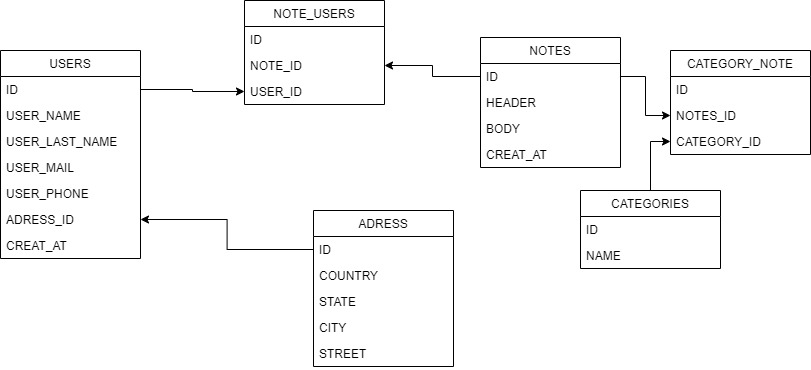 NOTE_USERS
ID
NOTE_ID
USER_ID
USERS
ID
USER_NAME
USER_LAST_NAME
USER_MAIL
USER_PHONE
ADRESS_ID
CREAT_AT
NOTES
ID
HEADER
BODY
CREAT_AT
CATEGORY_NOTE
ID
NOTES_ID
CATEGORY_ID
CATEGORIES
ID
NAME
ADRESS
ID
COUNTRY
STATE
CITY
STREET